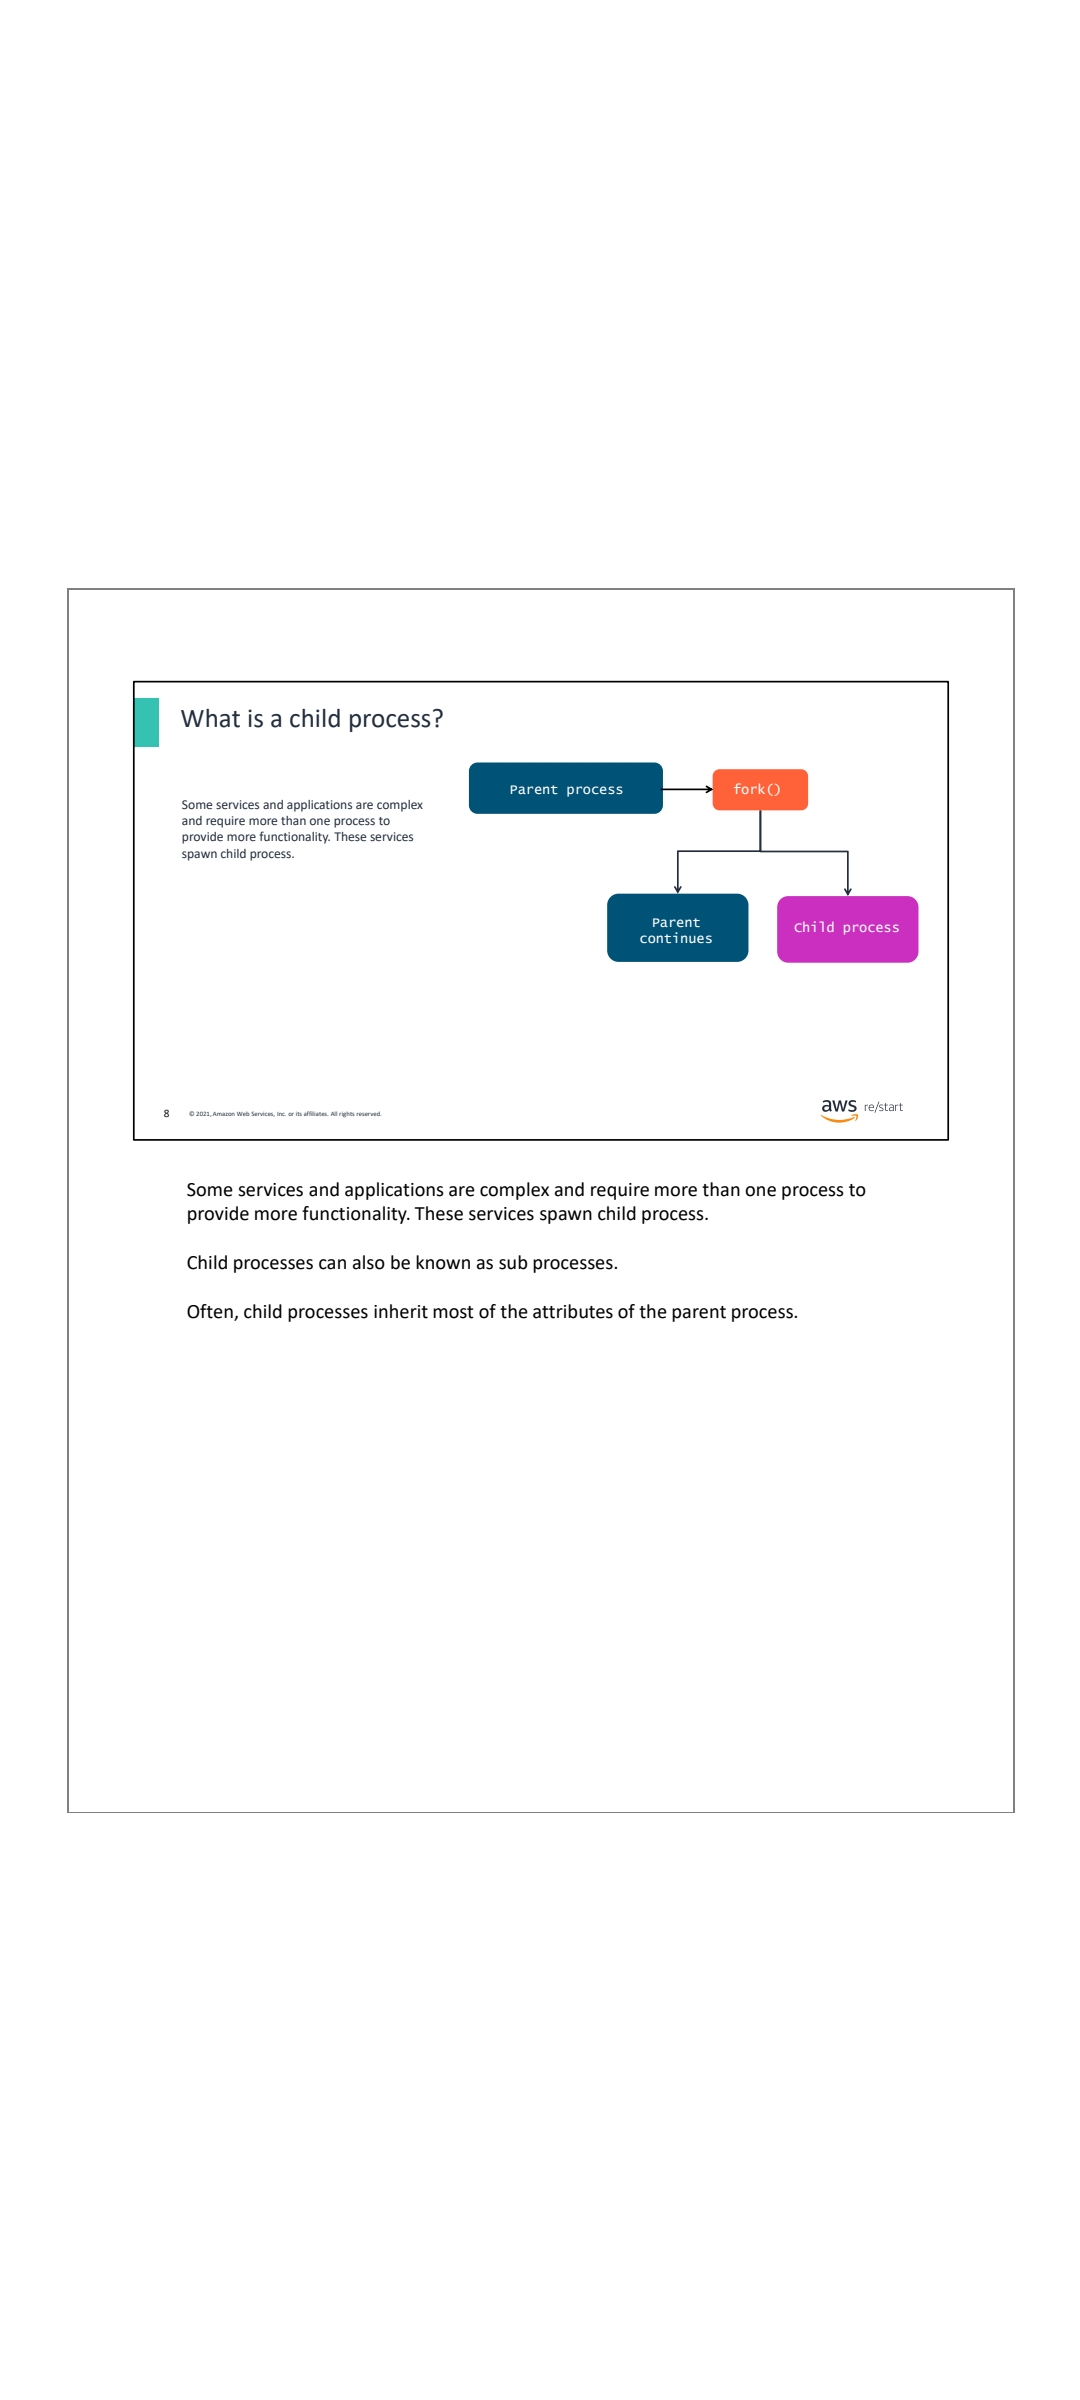 What is a child process?
Some services and applications are complex
and require more than one process to
provide more functionality. These services
spawn child process.
Parent process
fork()
Parent
continues
Child process
8
© 2021, Amazon Web Services, Inc. or its affiliates. All rights reserved.
aws re/start
Some services and applications are complex and require more than one process to
provide more functionality. These services spawn child process.
Child processes can also be known as sub processes.
Often, child processes inherit most of the attributes of the parent process.